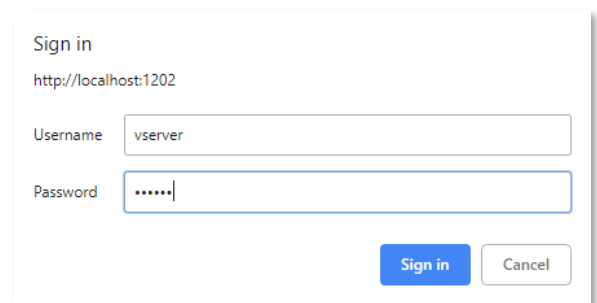 Sign in
http://localhost:1202
Username vserver
Password ••••••
Sign in Cancel